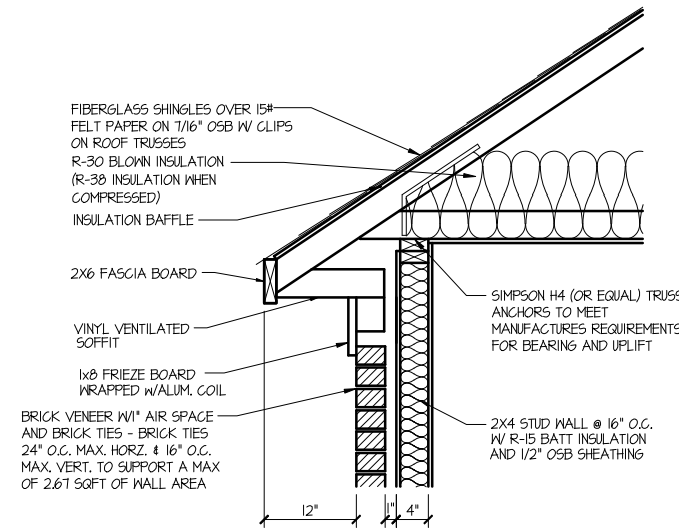 FIBERGLASS SHINGLES OVER 15#
FELT PAPER ON 7/16" OSB W/ CLIPS
ON ROOF TRUSSES
R-30 BLOWN INSULATION
(R-38 INSULATION WHEN
COMPRESSED)
INSULATION BAFFLE
2X6 FASCIA BOARD
VINYL VENTILATED
SOFFIT
1x8 FRIEZE BOARD
WRAPPED W/ALUM. COIL
BRICK VENEER W/1" AIR SPACE
AND BRICK TIES - BRICK TIES
24" O.C. MAX. HORZ. & 16" O.C.
MAX. VERT. TO SUPPORT A MAX
OF 2.67 SQFT OF WALL AREA
SIMPSON H4 (OR EQUAL) TRUSS
ANCHORS TO MEET
MANUFACTURES REQUIREMENTS
FOR BEARING AND UPLIFT
2X4 STUD WALL @ 16" O.C.
W/ R-15 BATT INSULATION
AND 1/2" OSB SHEATHING
12" 1" 4"